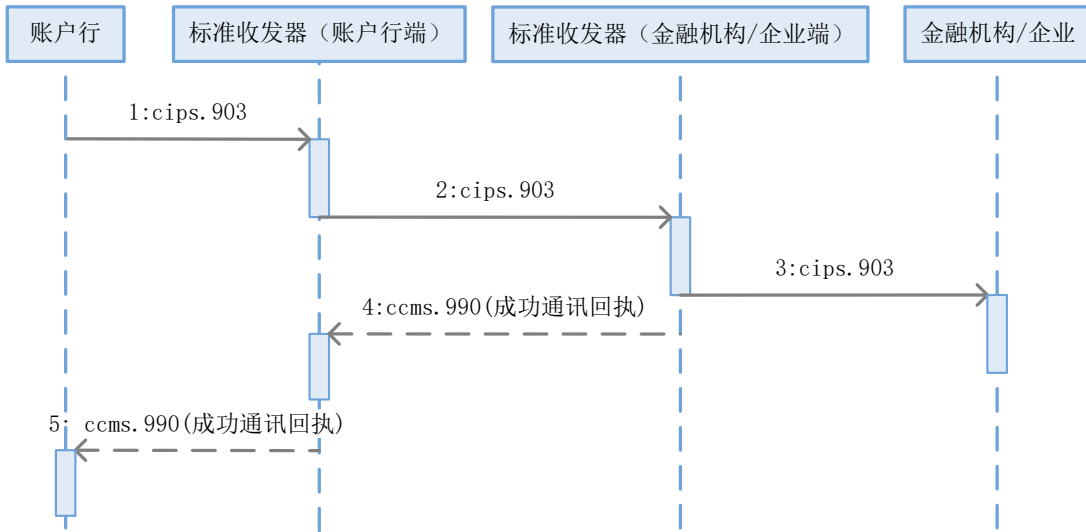 账户行
标准收发器（账户行端）
标准收发器（金融机构/企业端）
金融机构/企业
1:cips.903
2:cips.903
3:cips.903
4:ccms.990(成功通讯回执)
5: ccms.990(成功通讯回执)